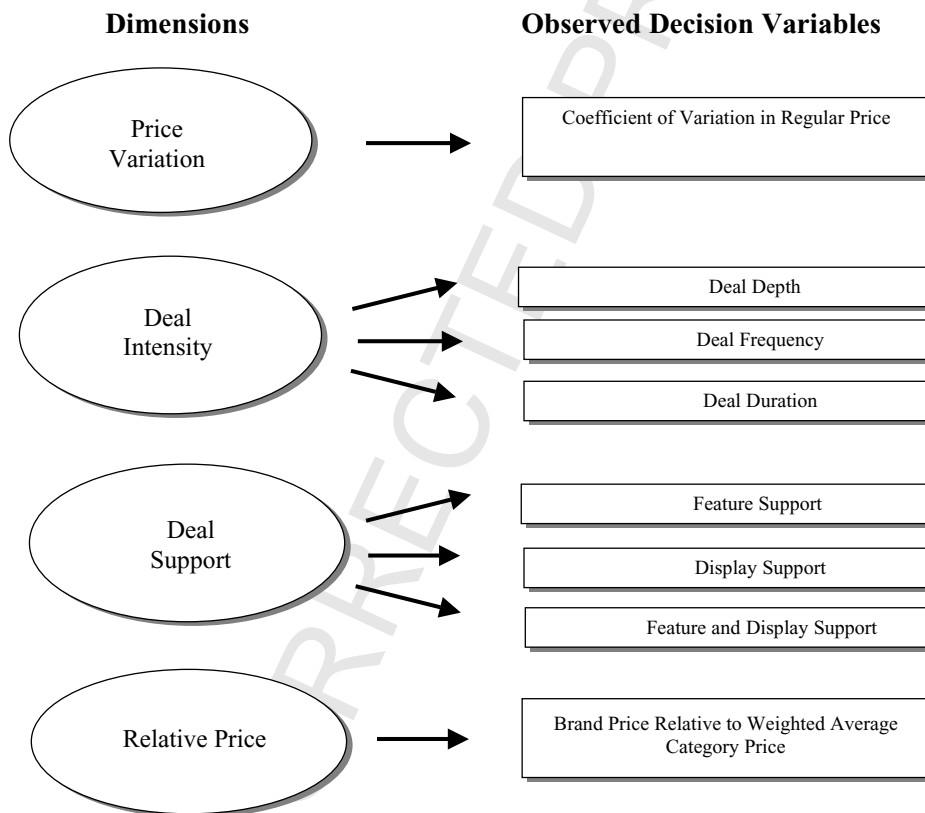 Dimensions
Observed Decision Variables
Price
Variation
Coefficient of Variation in Regular Price
Deal
Intensity
Deal Depth
Deal Frequency
Deal Duration
Deal
Support
Feature Support
Display Support
Feature and Display Support
Relative Price
Brand Price Relative to Weighted Average
Category Price
RRECTED PR